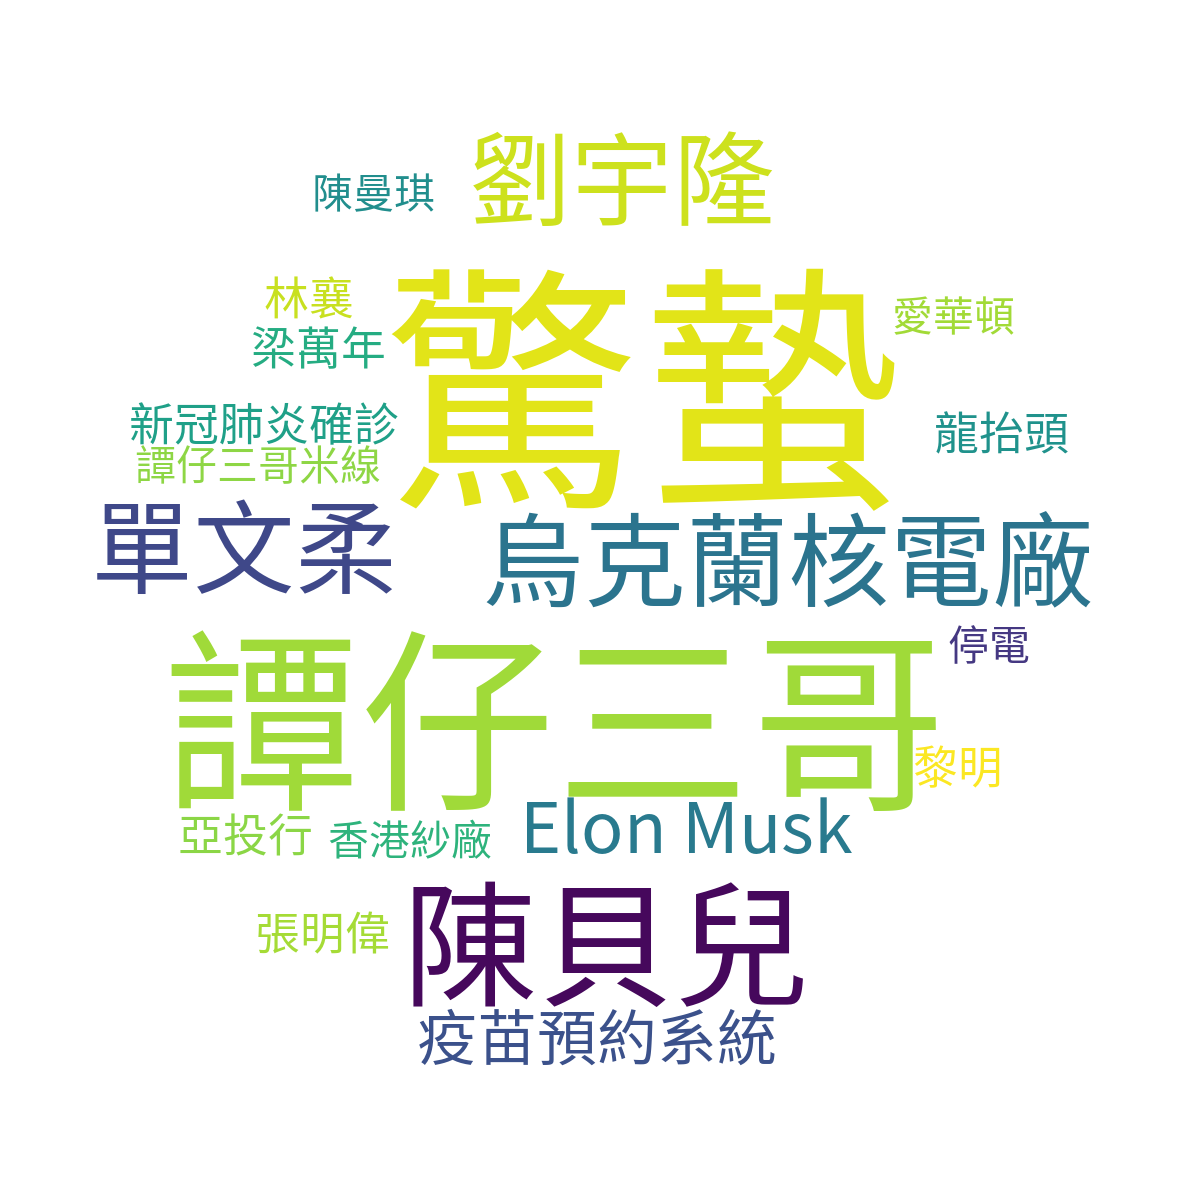 劉宇隆
陳曼琪
驚蟄
林襄
愛華頓
梁萬年
新冠肺炎確診
龍抬頭
譚仔三哥米線
單文柔
烏克蘭核電廠
停電
譚仔三哥
黎明
亞投行
香港紗廠
Elon Musk
張明偉
陳貝兒
疫苗預約系統